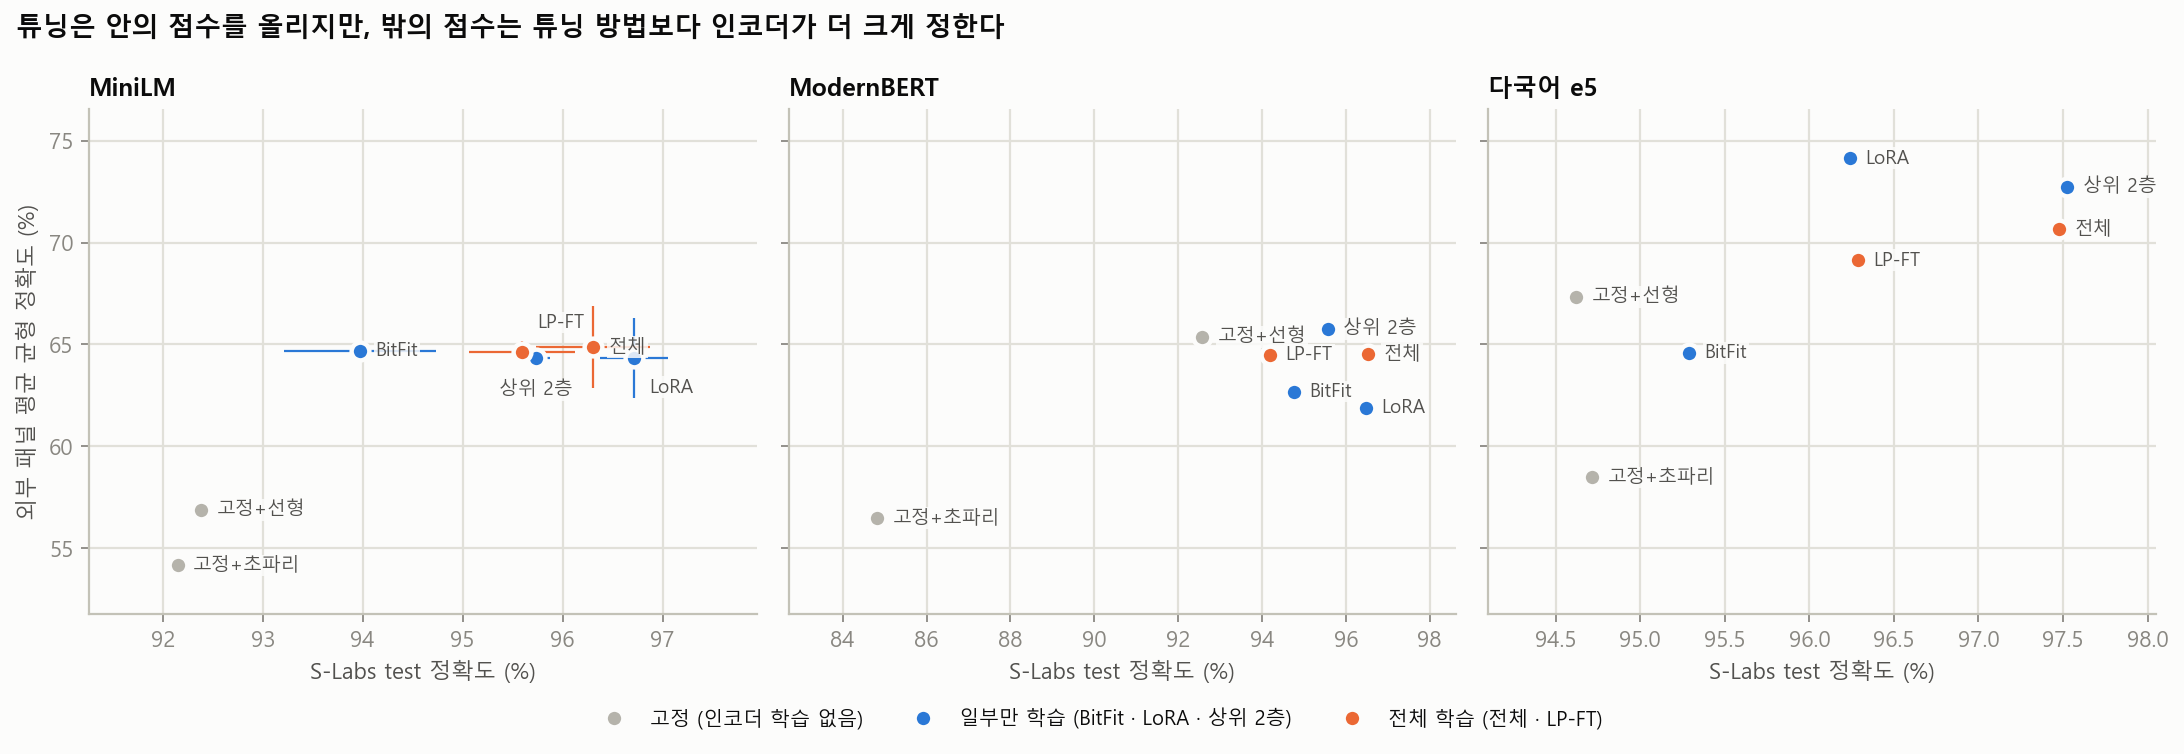 튜닝은 안의 점수를 올리지만, 밖의 점수는 튜닝 방법보다 인코더가 더 크게 정한다
MiniLM
외부 패널 평균 균형 정확도 (%)
75
70
65
60
55
LP-FT
전체
BitFit
상위 2층
LoRA
고정+선형
고정+초파리
92 93 94 95 96 97
S-Labs test 정확도 (%)
ModernBERT
고정+선형
상위 2층
LP-FT
전체
BitFit
LoRA
고정+초파리
84 86 88 90 92 94 96 98
S-Labs test 정확도 (%)
다국어 e5
LoRA
상위 2층
전체
LP-FT
고정+선형
BitFit
고정+초파리
94.5 95.0 95.5 96.0 96.5 97.0 97.5 98.0
S-Labs test 정확도 (%)
고정 (인코더 학습 없음)
일부만 학습 (BitFit · LoRA · 상위 2층)
전체 학습 (전체 · LP-FT)